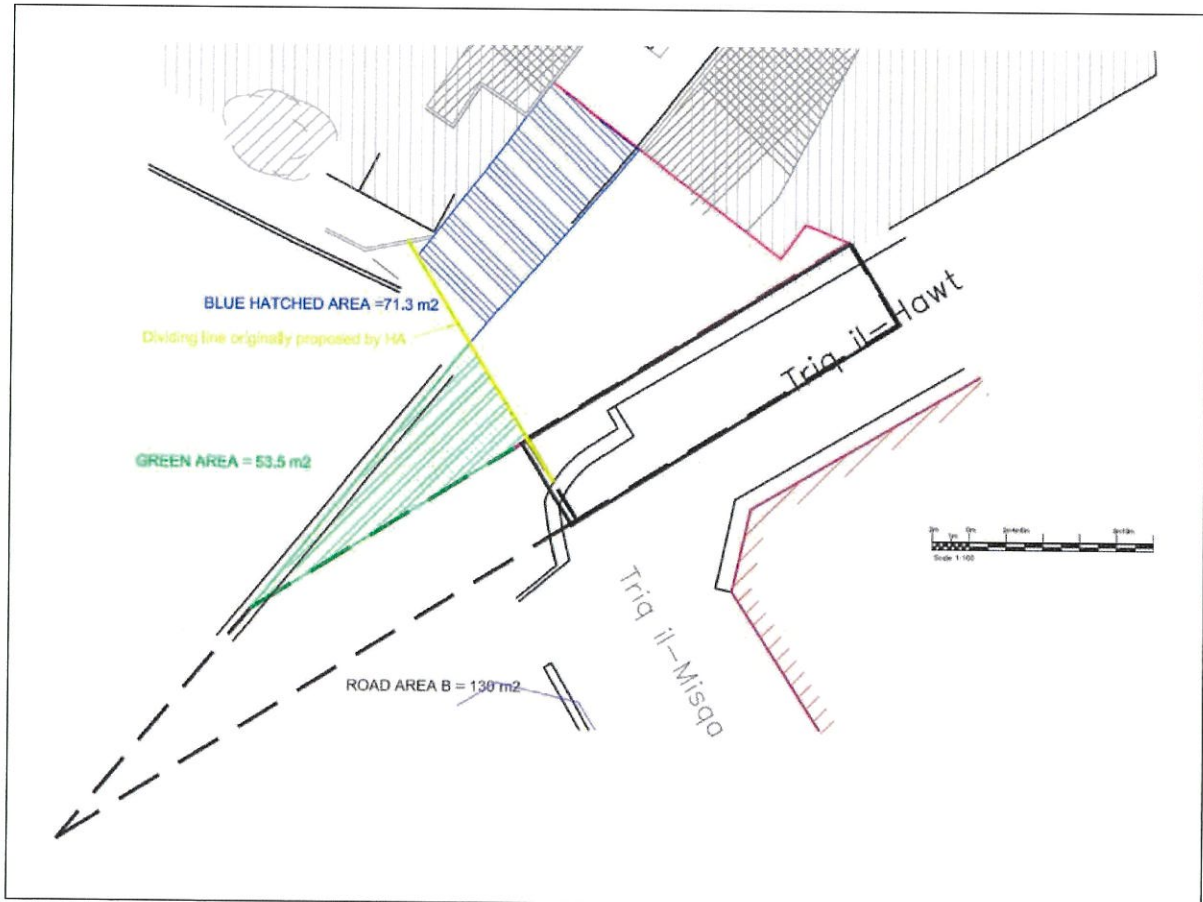 BLUE HATCHED AREA =71.3 m2
Dividing line originally proposed by HA
Triq il-Hawt
GREEN AREA = 53.5 m2
Scale 1:100
Triq il-Misqa
ROAD AREA B = 130 m2